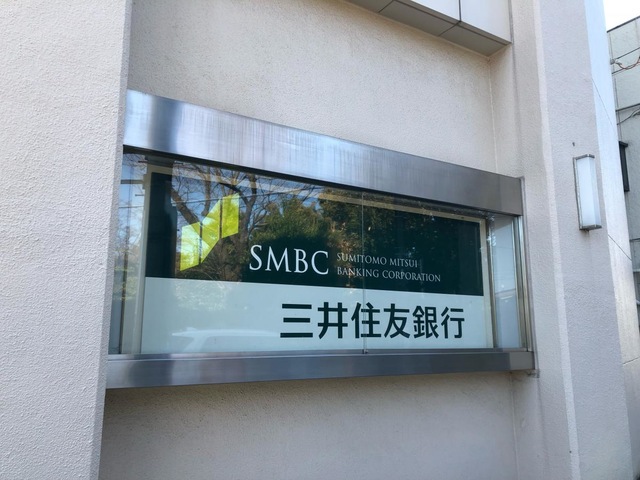 SMBC
SUMITOMO MITSUI
BANKING CORPORATION
三井住友銀行